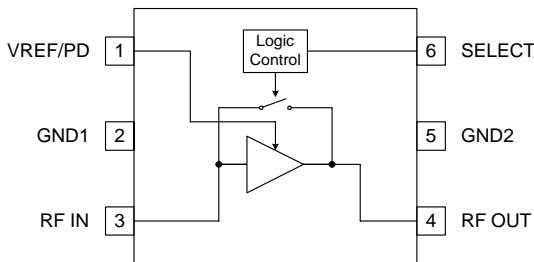 VREF/PD 1
Logic
Control
6 SELECT
GND1 2
5 GND2
RF IN 3
4 RF OUT